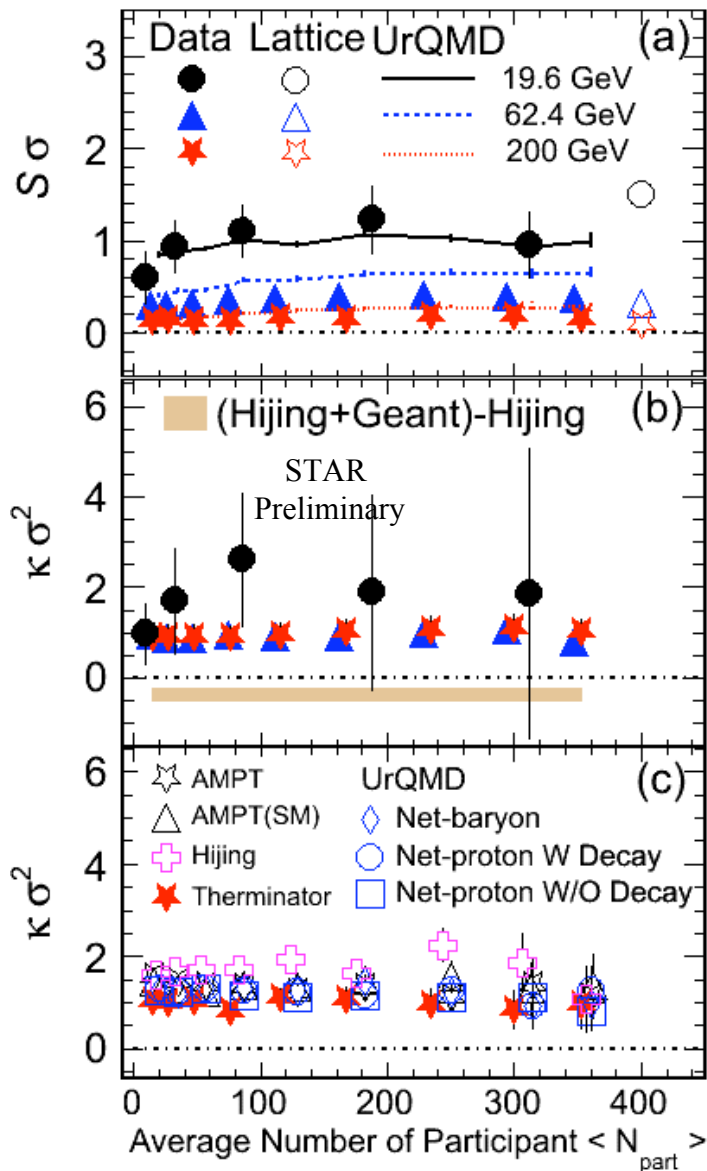 Data Lattice UrQMD (a)
19.6 GeV
62.4 GeV
200 GeV
S σ
3
2
1
0
(b)
(Hijing+Geant)-Hijing
STAR
Preliminary
κ σ²
6
4
2
0
(c)
AMPT
AMPT(SM)
Hijing
Therminator
UrQMD
Net-baryon
Net-proton W Decay
Net-proton W/O Decay
κ σ²
6
4
2
0
0 100 200 300 400
Average Number of Participant < N_part >